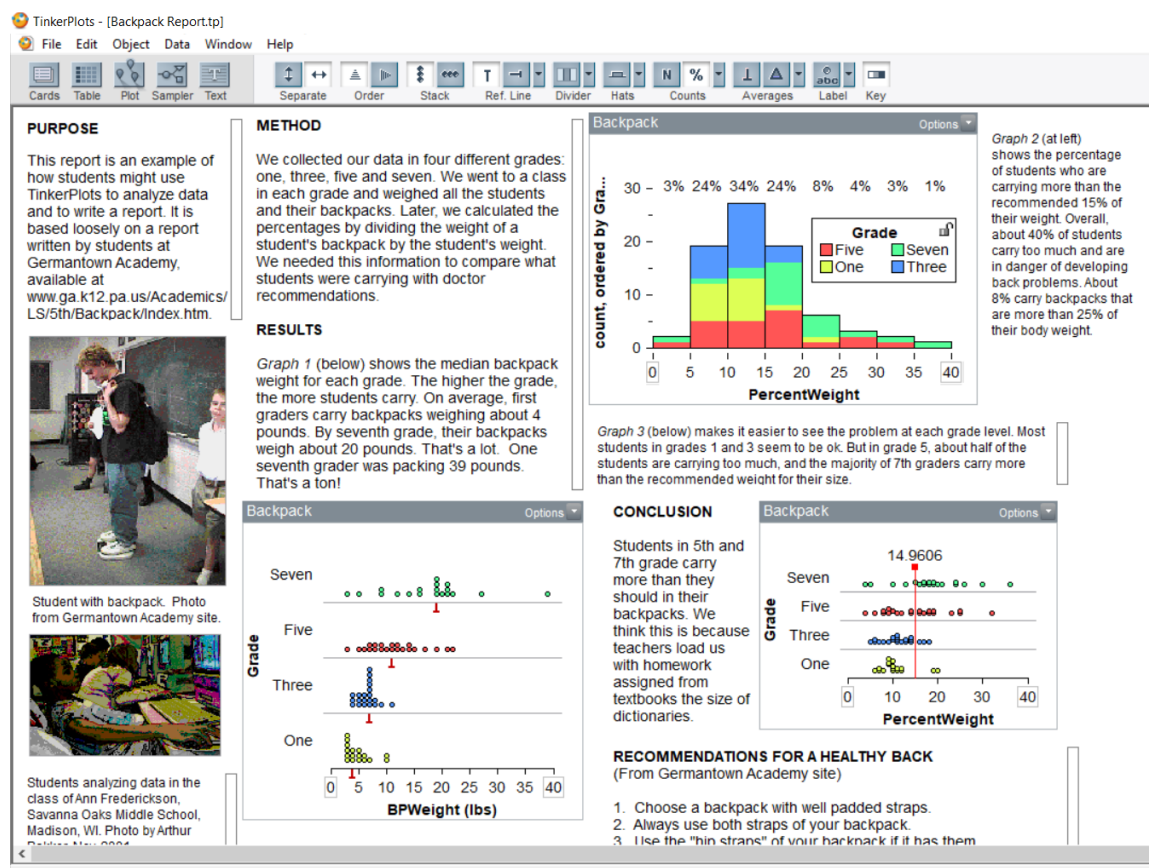 TinkerPlots - [Backpack Report.tp]
File Edit Object Data Window Help
Cards Table Plot Sampler Text Separate Order Stack Ref. Line Divider Hats Counts Averages Label Key
T N % abc
PURPOSE
This report is an example of
how students might use
TinkerPlots to analyze data
and to write a report. It is
based loosely on a report
written by students at
Germantown Academy,
available at
www.ga.k12.pa.us/Academics/
LS/5th/Backpack/Index.htm.
Student with backpack. Photo
from Germantown Academy site.
Students analyzing data in the
class of Ann Frederickson,
Savanna Oaks Middle School,
Madison, WI. Photo by Arthur
METHOD
We collected our data in four different grades:
one, three, five and seven. We went to a class
in each grade and weighed all the students
and their backpacks. Later, we calculated the
percentages by dividing the weight of a
student's backpack by the student's weight.
We needed this information to compare what
students were carrying with doctor
recommendations.
RESULTS
Graph 1 (below) shows the median backpack
weight for each grade. The higher the grade,
the more students carry. On average, first
graders carry backpacks weighing about 4
pounds. By seventh grade, their backpacks
weigh about 20 pounds. That's a lot. One
seventh grader was packing 39 pounds.
That's a ton!
Backpack Options
Seven
Five
Three
One
Grade
0 5 10 15 20 25 30 35 40
BPWeight (lbs)
Backpack Options
count, ordered by Gra...
3% 24% 34% 24% 8% 4% 3% 1%
30
20
10
0
Grade
Five Seven
One Three
0 5 10 15 20 25 30 35 40
PercentWeight
Graph 2 (at left)
shows the percentage
of students who are
carrying more than the
recommended 15% of
their weight. Overall,
about 40% of students
carry too much and are
in danger of developing
back problems. About
8% carry backpacks that
are more than 25% of
their body weight.
Graph 3 (below) makes it easier to see the problem at each grade level. Most
students in grades 1 and 3 seem to be ok. But in grade 5, about half of the
students are carrying too much, and the majority of 7th graders carry more
than the recommended weight for their size.
CONCLUSION
Students in 5th and
7th grade carry
more than they
should in their
backpacks. We
think this is because
teachers load us
with homework
assigned from
textbooks the size of
dictionaries.
Backpack Options
14.9606
Seven
Five
Three
One
Grade
0 10 20 30 40
PercentWeight
RECOMMENDATIONS FOR A HEALTHY BACK
(From Germantown Academy site)
1. Choose a backpack with well padded straps.
2. Always use both straps of your backpack.
3. Use the "hip straps" of your backpack if it has them